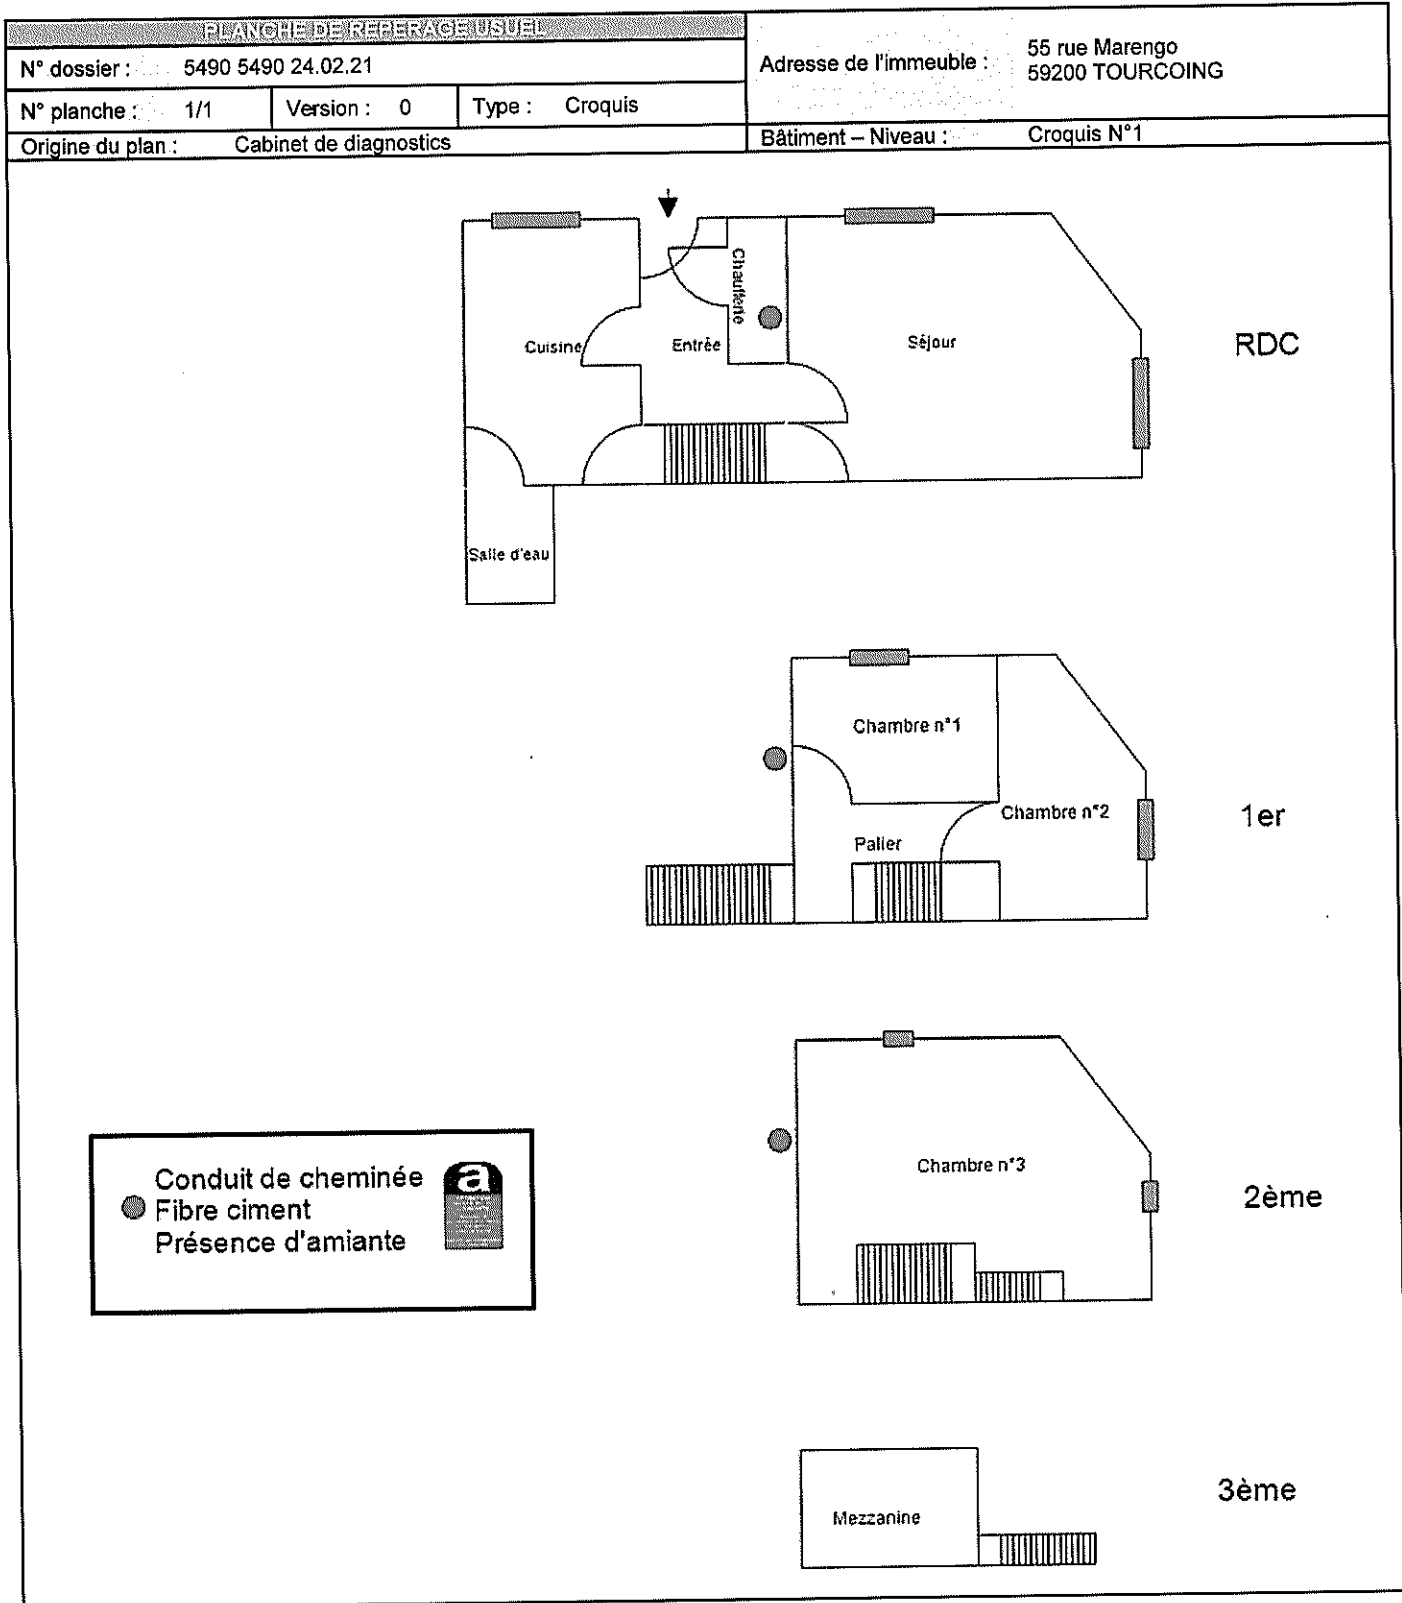 PLANCHE DE REPERAGE USUEL
N° dossier : 5490 5490 24.02.21
Adresse de l'immeuble : 55 rue Marengo
59200 TOURCOING
N° planche : 1/1 Version : 0 Type : Croquis
Origine du plan : Cabinet de diagnostics
Bâtiment – Niveau : Croquis N°1
Chaufferie
Cuisine
Entrée
Séjour
RDC
Salle d'eau
Chambre n°1
Chambre n°2
1er
Palier
Chambre n°3
2ème
Conduit de cheminée
Fibre ciment
Présence d'amiante
a
3ème
Mezzanine